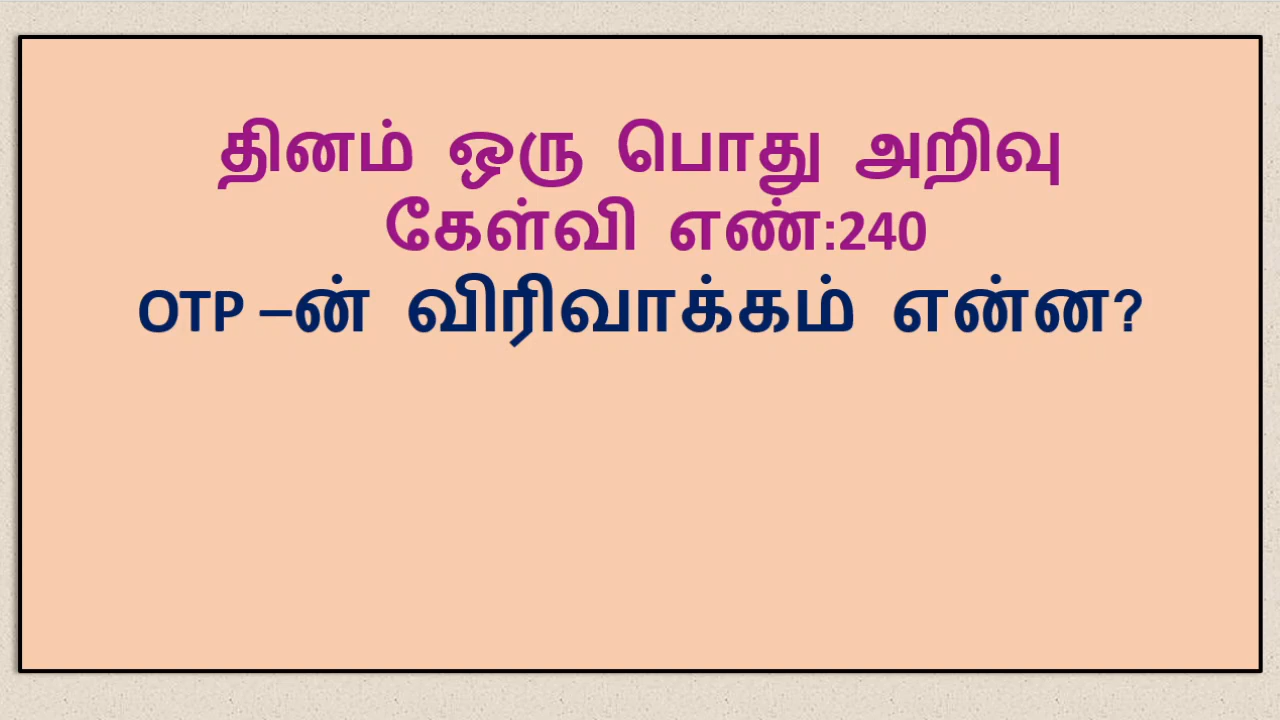 தினம் ஒரு பொது அறிவு
கேள்வி எண்:240
OTP –ன் விரிவாக்கம் என்ன?